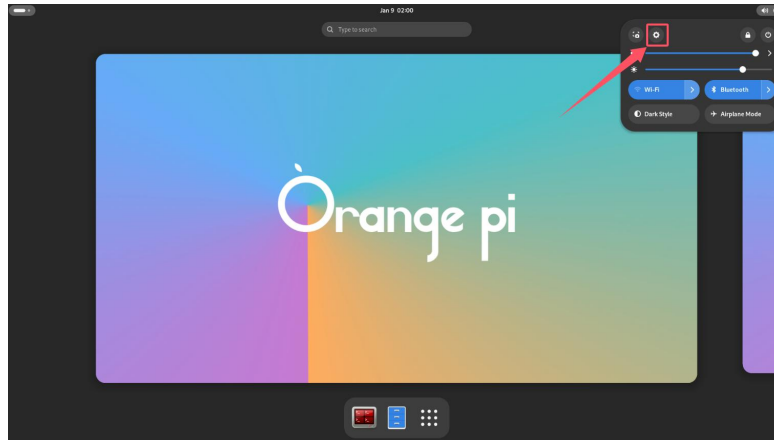 Jan 9 02:00
Type to search
Wi-Fi
Bluetooth
Dark Style
Airplane Mode
Orange pi